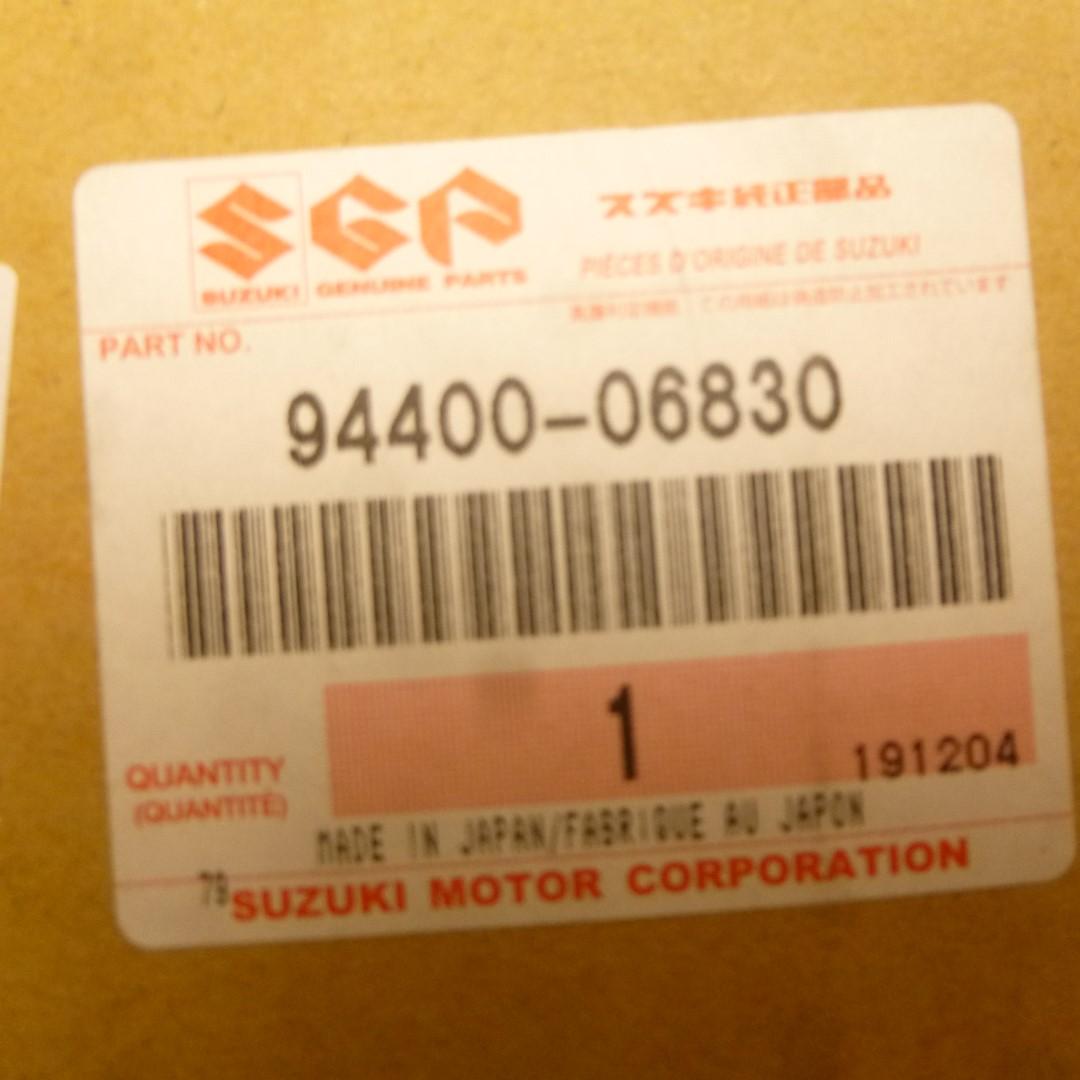 SGP
スズキ純正部品
SUZUKI GENUINE PARTS
PIÈCES D'ORIGINE DE SUZUKI
PART NO.
94400-06830
1
191204
QUANTITY
(QUANTITÉ)
MADE IN JAPAN/FABRIQUE AU JAPON
79
SUZUKI MOTOR CORPORATION